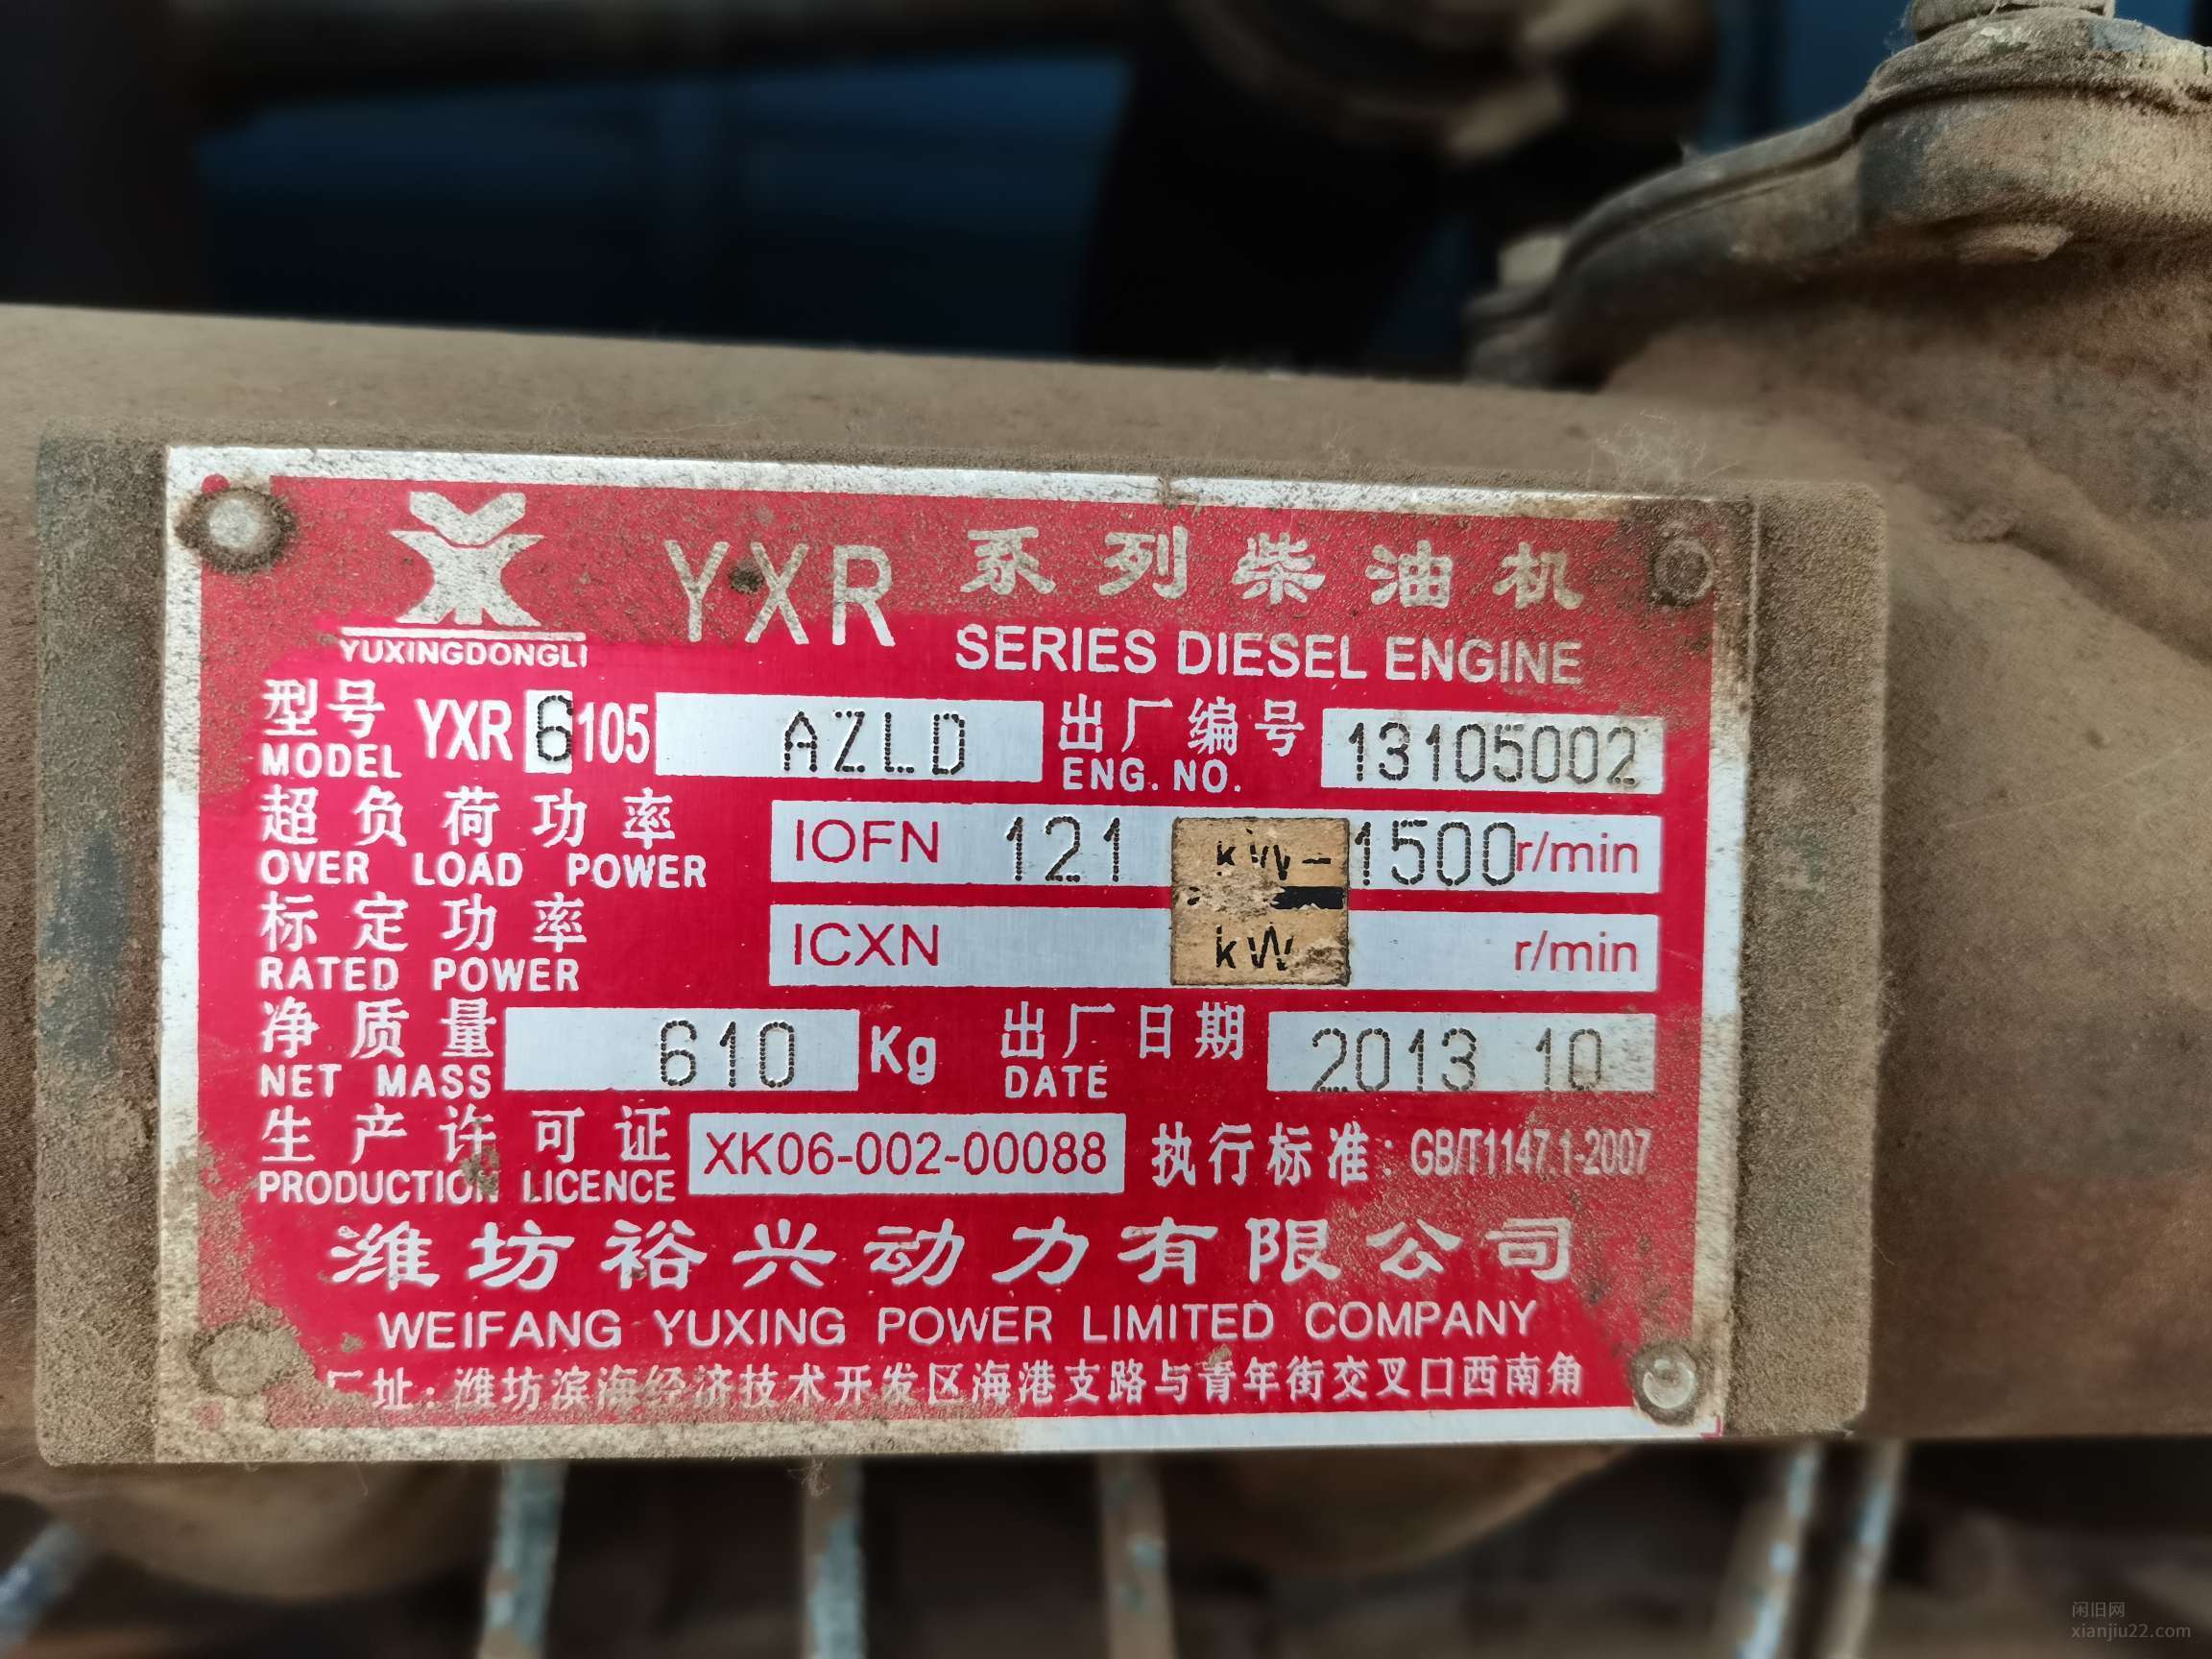 YUXINGDONGLI
YXR 系列柴油机
SERIES DIESEL ENGINE
型号 YXR 6 105 AZLD 出厂编号 13105002
MODEL ENG. NO.
超负荷功率 IOFN 121 kW-1500r/min
OVER LOAD POWER
标定功率 ICXN kW r/min
RATED POWER
净质量 610 Kg 出厂日期 2013 10
NET MASS DATE
生产许可证 XK06-002-00088 执行标准: GB/T1147.1-2007
PRODUCTION LICENCE
潍坊裕兴动力有限公司
WEIFANG YUXING POWER LIMITED COMPANY
厂址:潍坊滨海经济技术开发区海港支路与青年街交叉口西南角
闲旧网
xianjiu22.com